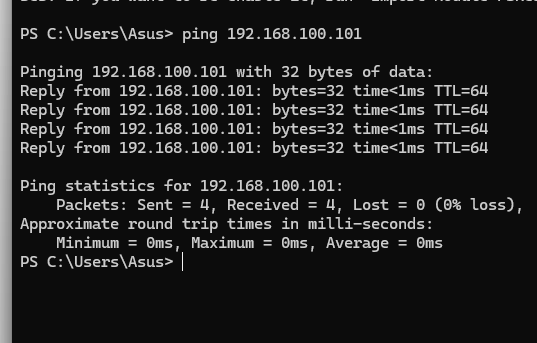 PS C:\Users\Asus> ping 192.168.100.101
Pinging 192.168.100.101 with 32 bytes of data:
Reply from 192.168.100.101: bytes=32 time<1ms TTL=64
Reply from 192.168.100.101: bytes=32 time<1ms TTL=64
Reply from 192.168.100.101: bytes=32 time<1ms TTL=64
Reply from 192.168.100.101: bytes=32 time<1ms TTL=64
Ping statistics for 192.168.100.101:
    Packets: Sent = 4, Received = 4, Lost = 0 (0% loss),
Approximate round trip times in milli-seconds:
    Minimum = 0ms, Maximum = 0ms, Average = 0ms
PS C:\Users\Asus>